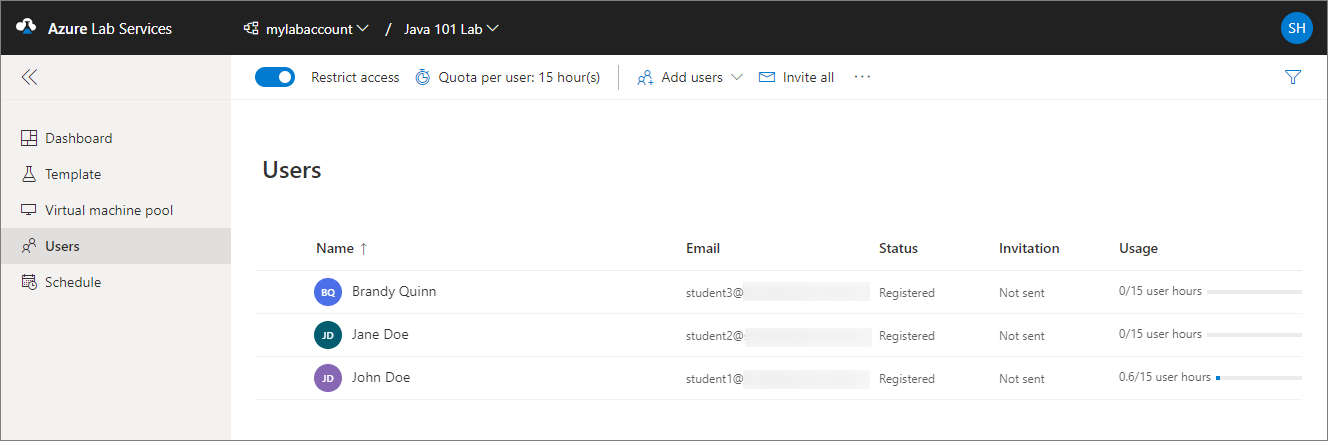 Azure Lab Services mylabaccount / Java 101 Lab SH
Restrict access Quota per user: 15 hour(s) Add users Invite all ...
Dashboard
Template
Virtual machine pool
Users
Schedule
Users
Name ↑ Email Status Invitation Usage
BQ Brandy Quinn student3@ Registered Not sent 0/15 user hours
JD Jane Doe student2@ Registered Not sent 0/15 user hours
JD John Doe student1@ Registered Not sent 0.6/15 user hours